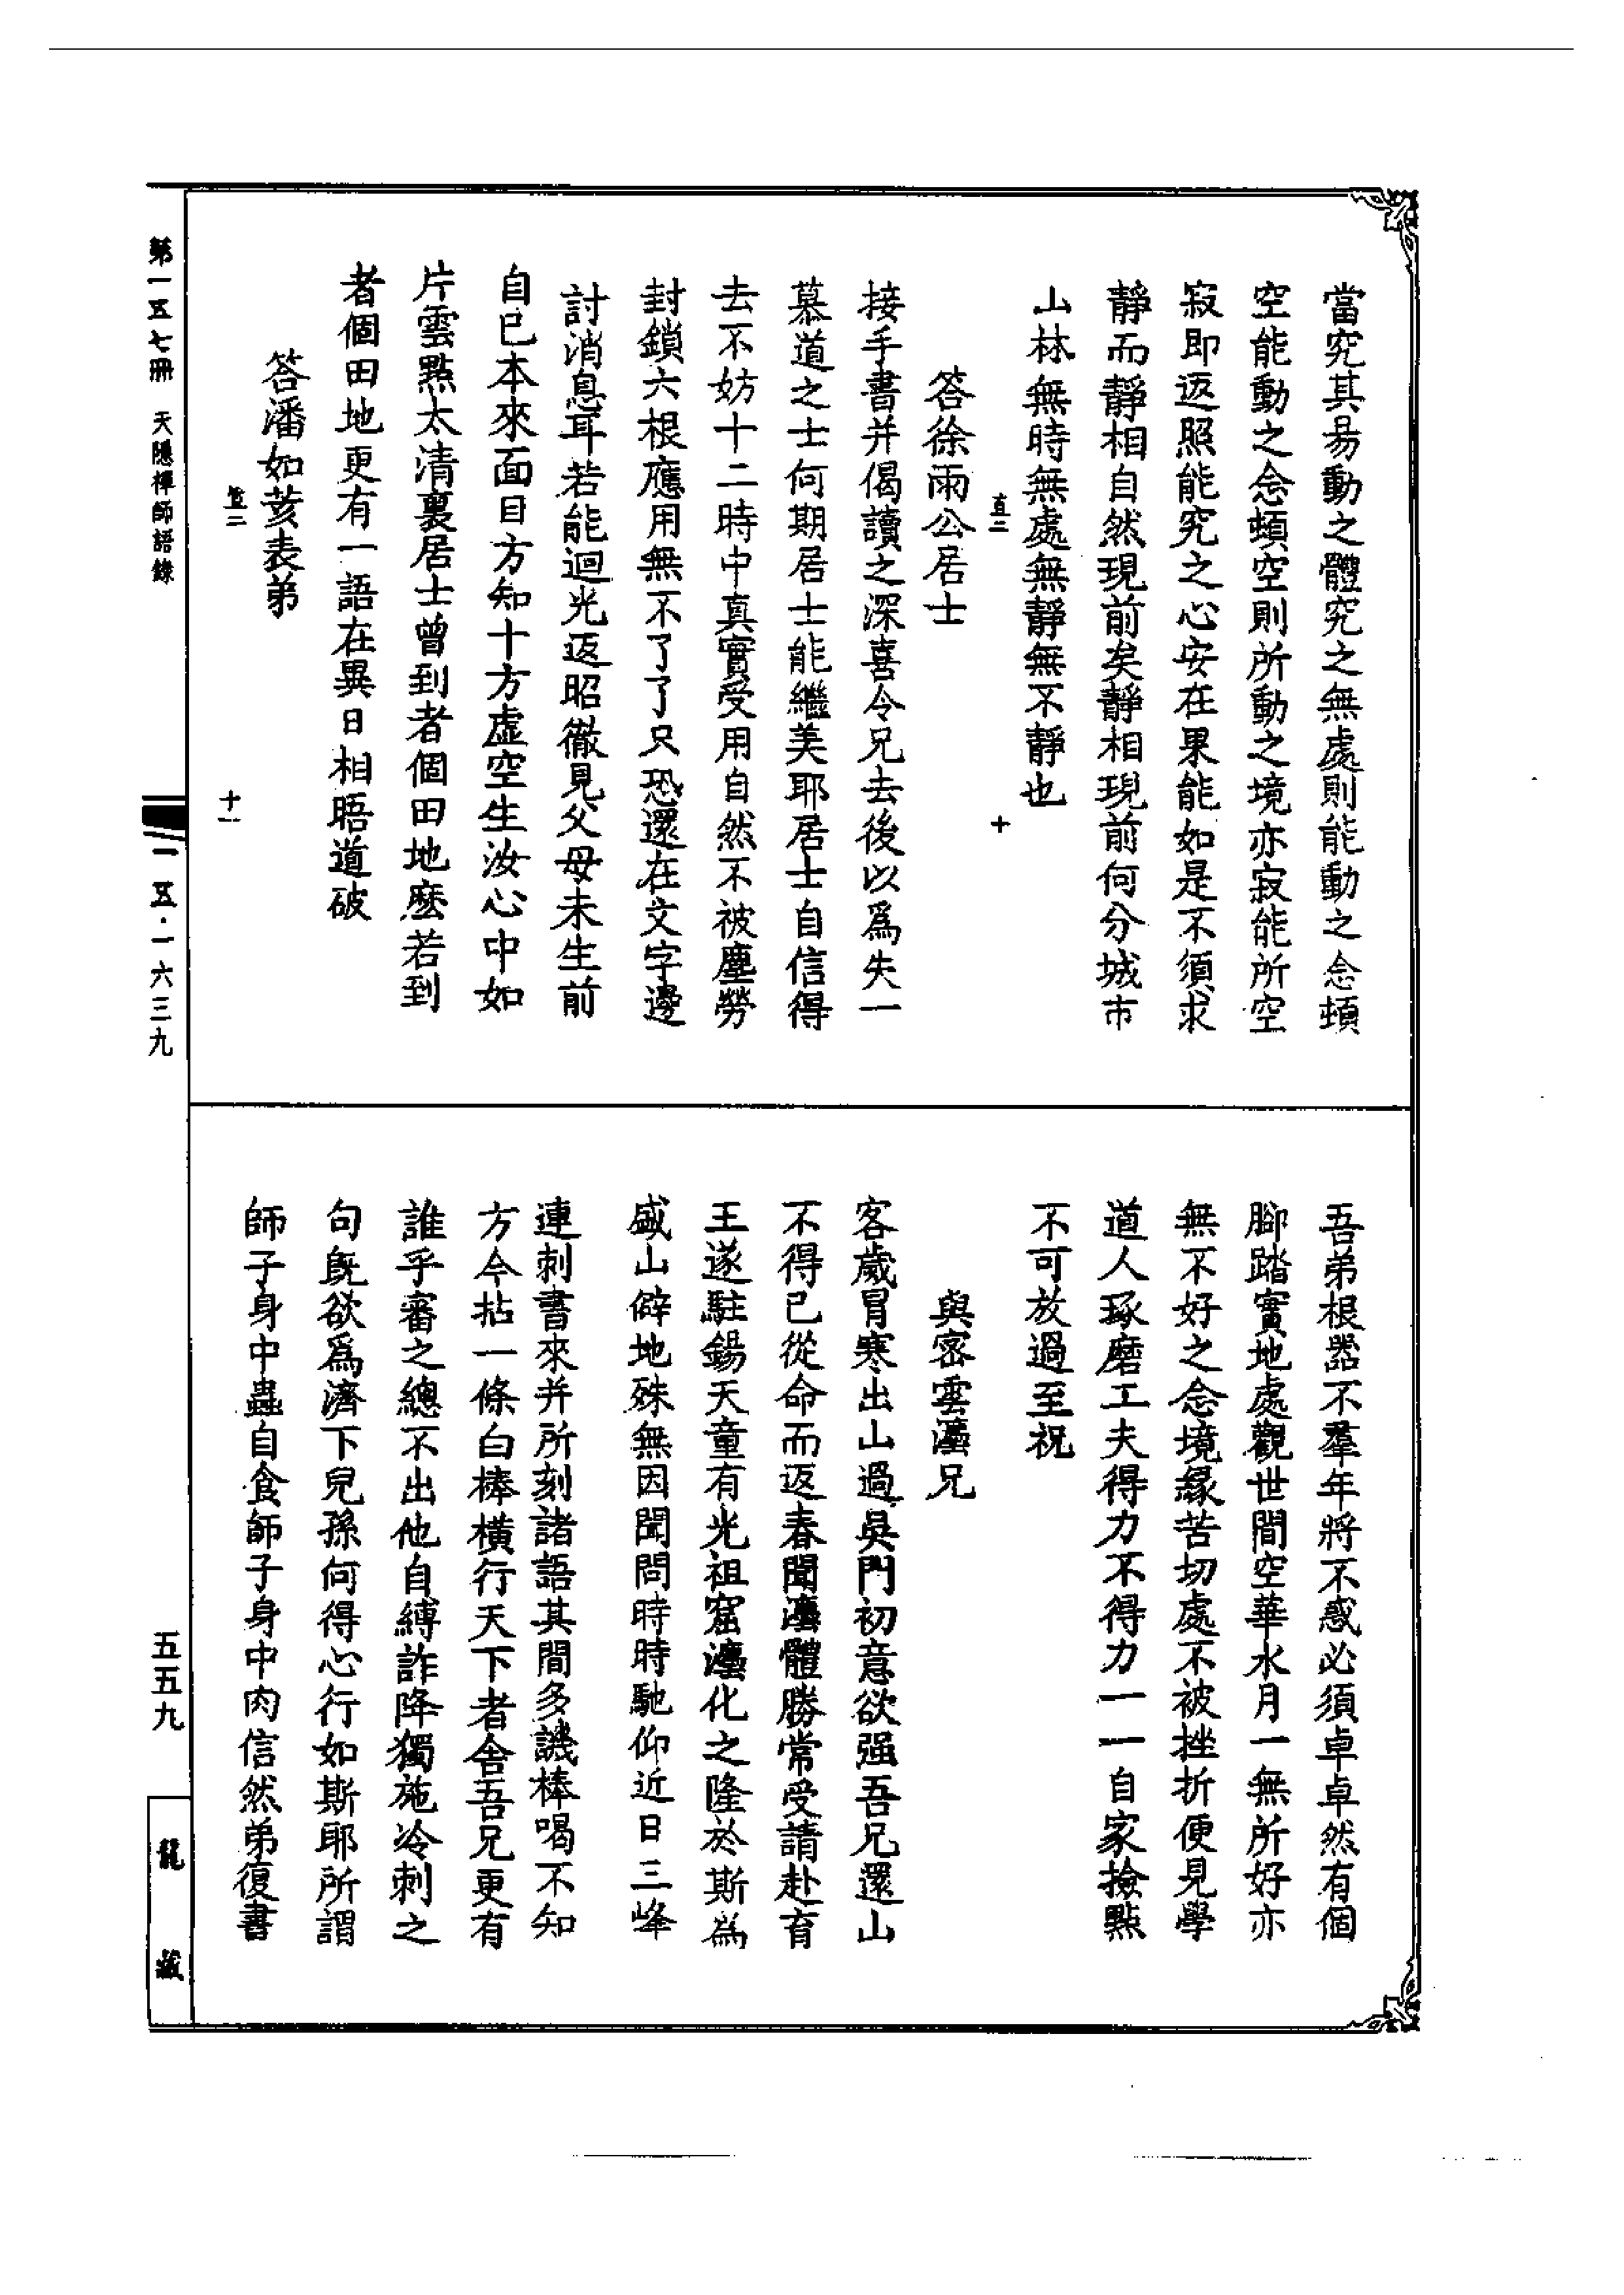 當究其易動之體究之無處則能動之念頓
空能動之念頓空則所動之境亦寂能所空
寂即返照能究之心安在果能如是不須求
靜而靜相自然現前矣靜相現前何分城市
山林無時無處無靜無不靜也
直二
十
答徐雨公居士
接手書并偈讀之深喜令兄去後以爲失一
慕道之士何期居士能繼美耶居士自信得
去不妨十二時中真實受用自然不被塵勞
封鎖六根應用無不了了只恐還在文字邊
討消息耳若能迴光返昭徹見父母未生前
自己本來面目方知十方虛空生汝心中如
片雲點太清裏居士曾到者個田地麽若到
者個田地更有一語在異日相晤道破
答潘如荄表弟
直二
十一
吾弟根器不羣年將不惑必須卓卓然有個
腳踏實地處觀世間空華水月一無所好亦
無不好之念境緣苦切處不被挫折便見學
道人琢磨工夫得力不得力一一自家撿點
不可放過至祝
與密雲法兄
客歲冒寒出山過吳門初意欲强吾兄還山
不得已從命而返春聞灋體勝常受請赴育
王遂駐錫天童有光祖窟灋化之隆於斯為
盛山僻地殊無因聞問時時馳仰近日三峰
連刺書來并所刻諸語其間多譏棒喝不知
方今拈一條白棒橫行天下者舍吾兄更有
誰乎審之總不出他自縛詐降獨施冷刺之
句旣欲爲濟下兒孫何得心行如斯耶所謂
師子身中蟲自食師子身中肉信然弟復書
第一五七冊 天隱禪師語錄
一五·一六三九
五五九
龍藏